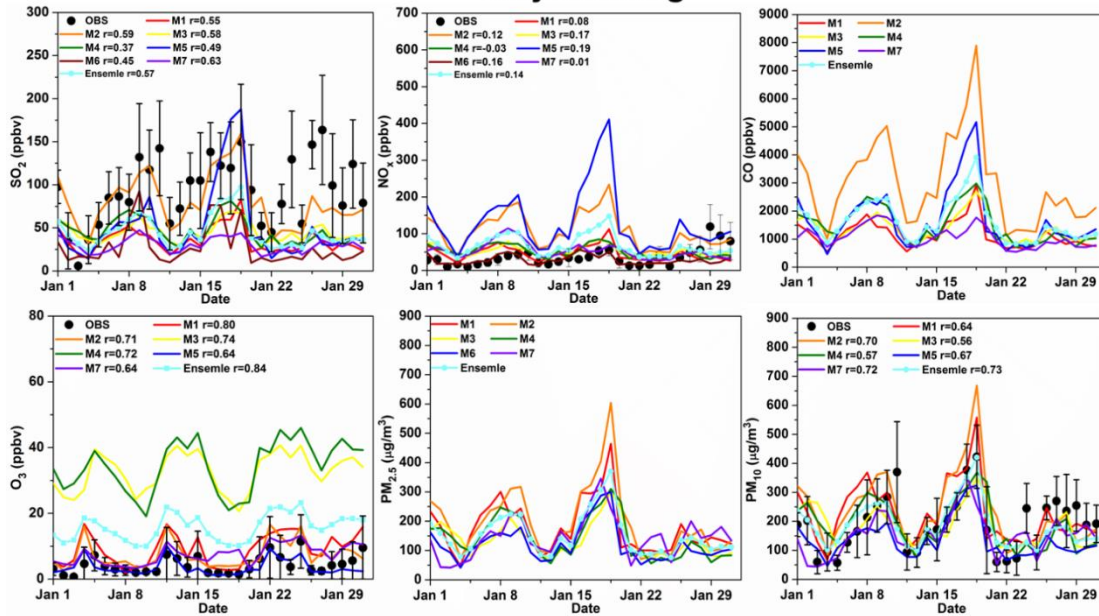 300
250
200
150
100
50
0
SO2 (ppbv)
OBS M1 r=0.55
M2 r=0.59 M3 r=0.58
M4 r=0.37 M5 r=0.49
M6 r=0.45 M7 r=0.63
Ensemle r=0.57
Jan 1 Jan 8 Jan 15 Jan 22 Jan 29
Date
700
600
500
400
300
200
100
0
NOx (ppbv)
OBS M1 r=0.08
M2 r=0.12 M3 r=0.17
M4 r=-0.03 M5 r=0.19
M6 r=0.16 M7 r=0.01
Ensemle r=0.14
Jan 1 Jan 8 Jan 15 Jan 22 Jan 29
Date
9000
8000
7000
6000
5000
4000
3000
2000
1000
0
CO (ppbv)
M1 M2
M3 M4
M5 M7
Ensemle
Jan 1 Jan 8 Jan 15 Jan 22 Jan 29
Date
80
60
40
20
0
O3 (ppbv)
OBS M1 r=0.80
M2 r=0.71 M3 r=0.74
M4 r=0.72 M5 r=0.64
M7 r=0.64 Ensemle r=0.84
Jan 1 Jan 8 Jan 15 Jan 22 Jan 29
Date
900
800
700
600
500
400
300
200
100
0
PM2.5 (µg/m3)
M1 M2
M3 M4
M6 M7
Ensemle
Jan 1 Jan 8 Jan 15 Jan 22 Jan 29
Date
900
800
700
600
500
400
300
200
100
0
PM10 (µg/m3)
OBS M1 r=0.64
M2 r=0.70 M3 r=0.56
M4 r=0.57 M5 r=0.67
M7 r=0.72 Ensemle r=0.73
Jan 1 Jan 8 Jan 15 Jan 22 Jan 29
Date